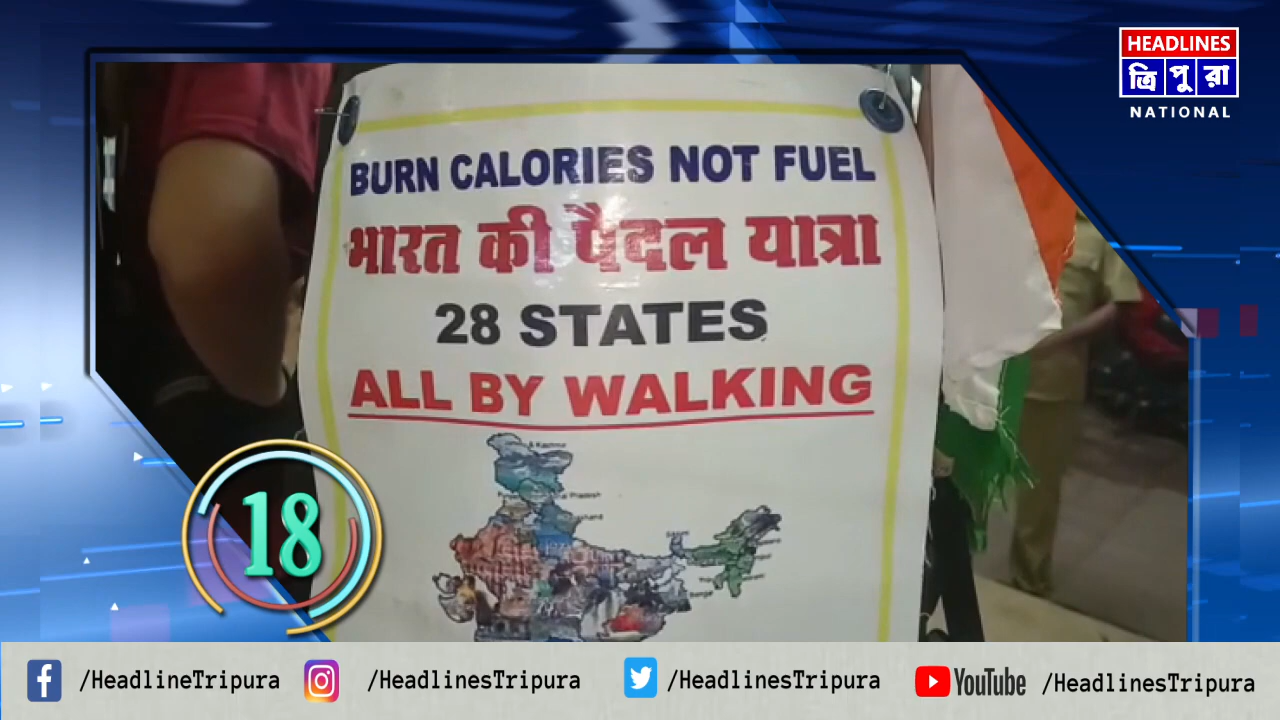 HEADLINES
ত্রিপুরা
NATIONAL
BURN CALORIES NOT FUEL
भारत की पैदल यात्रा
28 STATES
ALL BY WALKING
18
/HeadlineTripura
/HeadlinesTripura
/HeadlinesTripura
YouTube /HeadlinesTripura